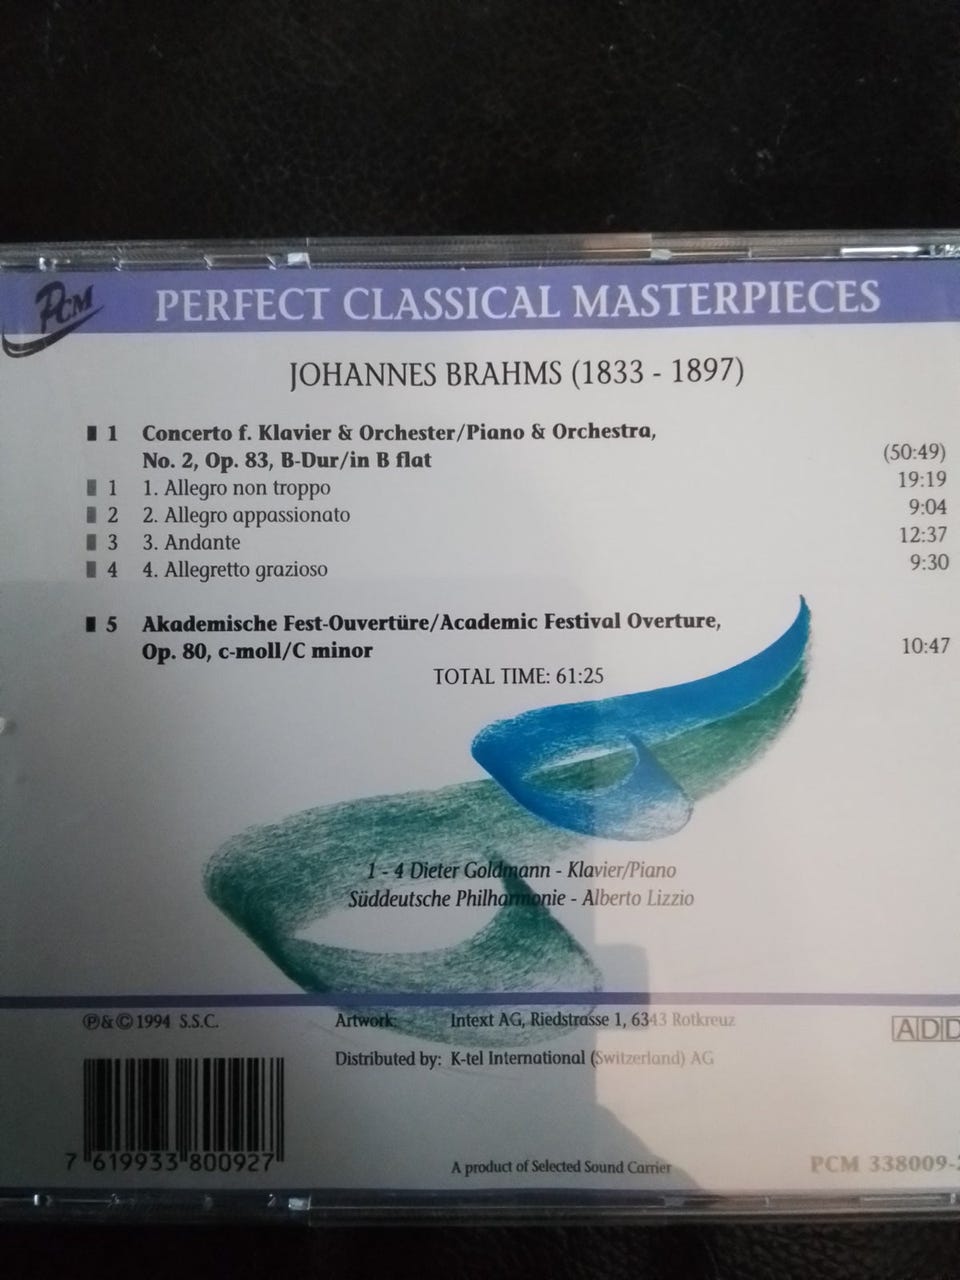 PCM PERFECT CLASSICAL MASTERPIECES
JOHANNES BRAHMS (1833 - 1897)
1 Concerto f. Klavier & Orchester/Piano & Orchestra,
No. 2, Op. 83, B-Dur/in B flat (50:49)
1 1. Allegro non troppo 19:19
2 2. Allegro appassionato 9:04
3 3. Andante 12:37
4 4. Allegretto grazioso 9:30
5 Akademische Fest-Ouvertüre/Academic Festival Overture,
Op. 80, c-moll/C minor 10:47
TOTAL TIME: 61:25
1 - 4 Dieter Goldmann - Klavier/Piano
Süddeutsche Philharmonie - Alberto Lizzio
℗&© 1994 S.S.C. Artwork: Intext AG, Riedstrasse 1, 6343 Rotkreuz ADD
Distributed by: K-tel International (Switzerland) AG
7 619933 800927
A product of Selected Sound Carrier PCM 338009-2